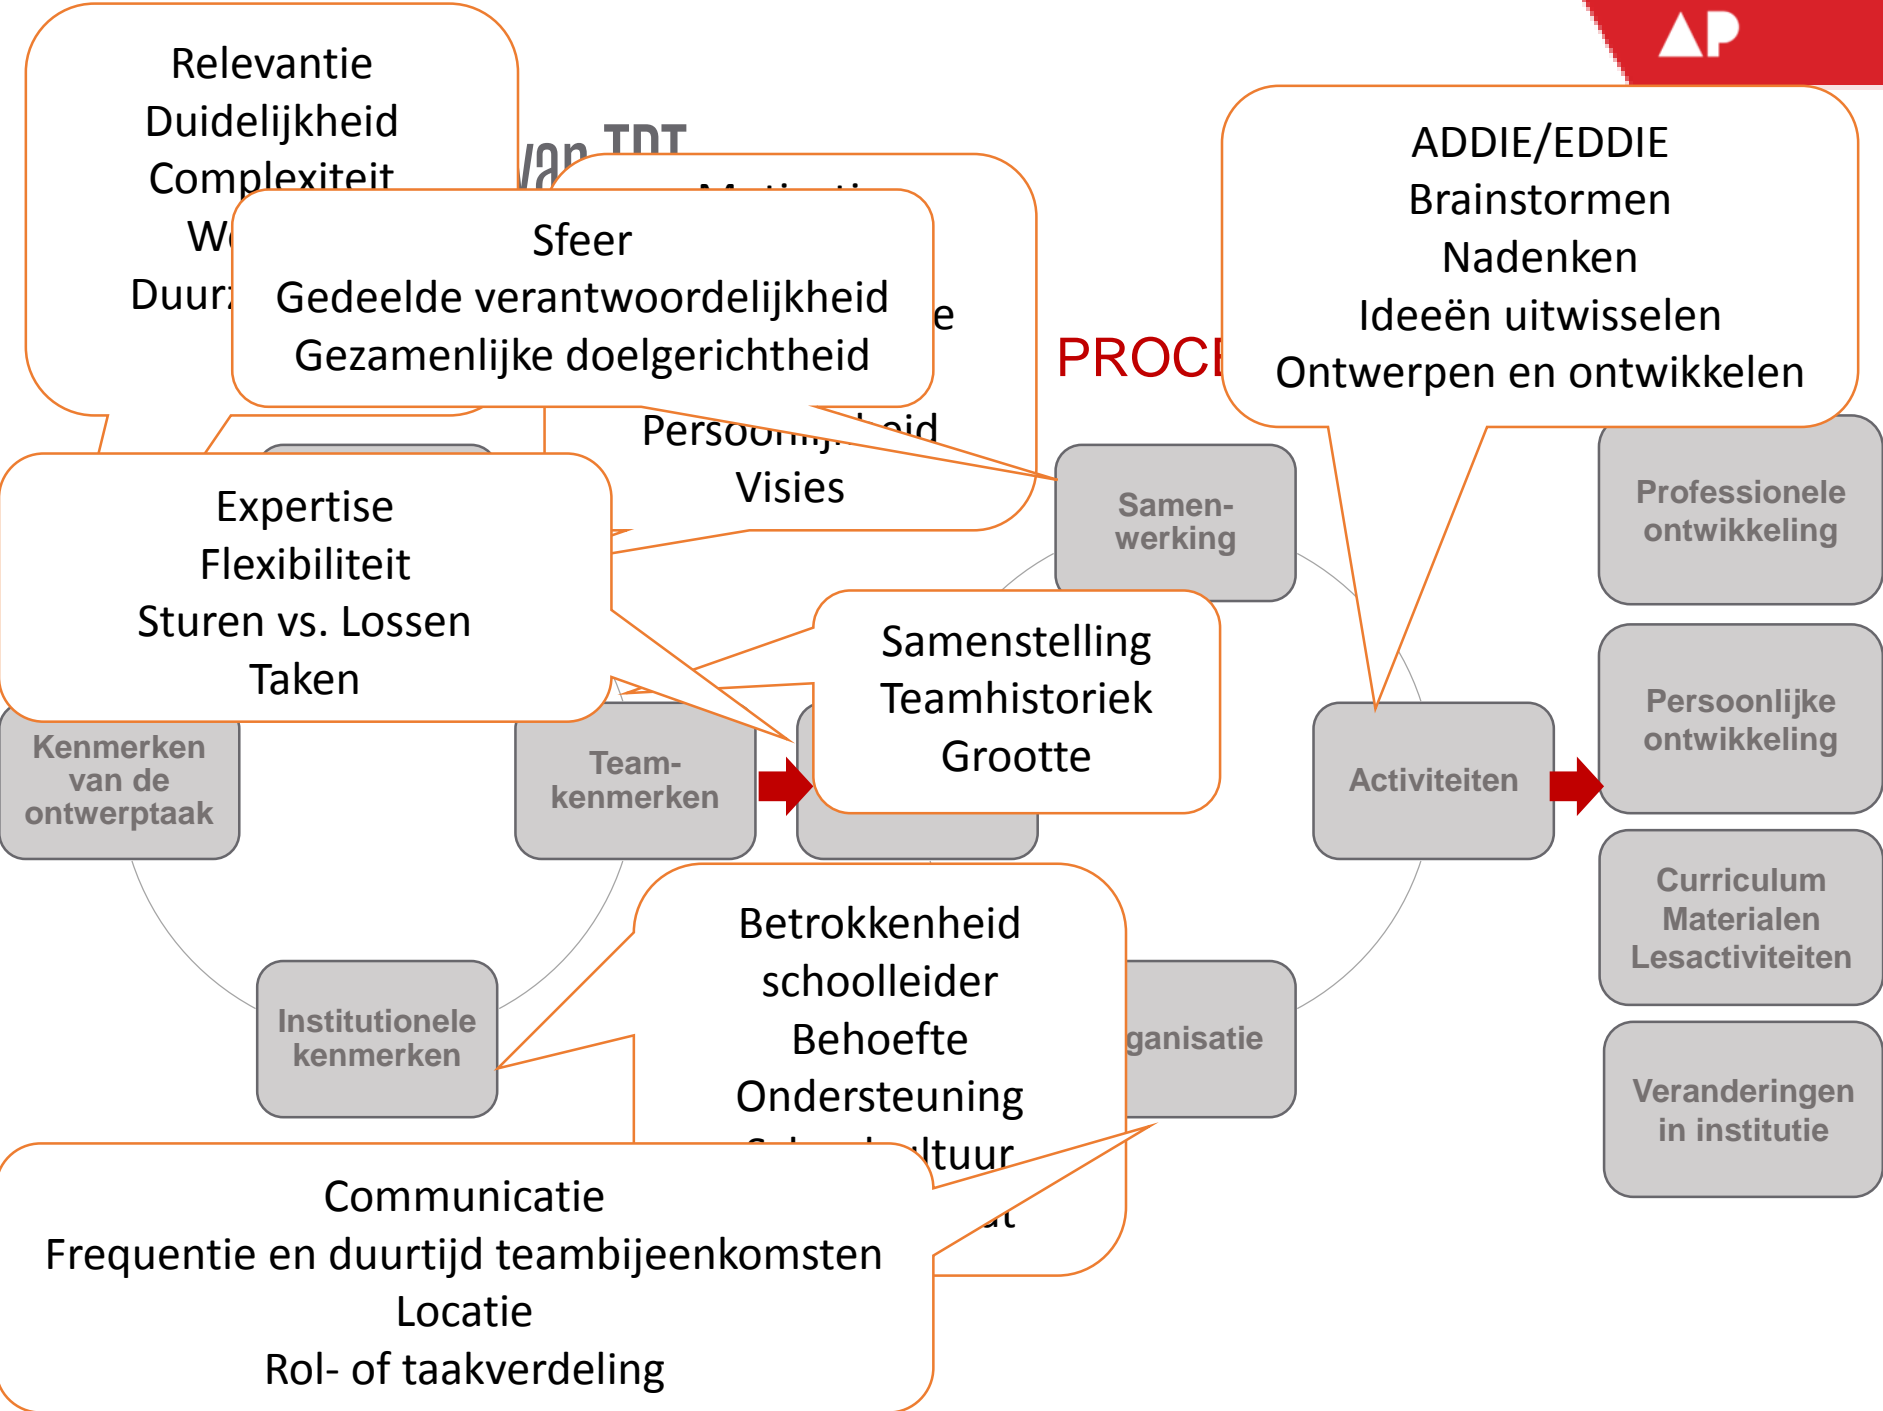 AP
van TDT
Relevantie
Duidelijkheid
Complexiteit
Sfeer
Gedeelde verantwoordelijkheid
Gezamenlijke doelgerichtheid
Persoonlijkheid
Visies
ADDIE/EDDIE
Brainstormen
Nadenken
Ideeën uitwisselen
Ontwerpen en ontwikkelen
Expertise
Flexibiliteit
Sturen vs. Lossen
Taken
Samen-
werking
Professionele
ontwikkeling
Samenstelling
Teamhistoriek
Grootte
Kenmerken
van de
ontwerptaak
Team-
kenmerken
Activiteiten
Persoonlijke
ontwikkeling
Curriculum
Materialen
Lesactiviteiten
Betrokkenheid
schoolleider
Behoefte
Ondersteuning
Institutionele
kenmerken
Veranderingen
in institutie
Communicatie
Frequentie en duurtijd teambijeenkomsten
Locatie
Rol- of taakverdeling